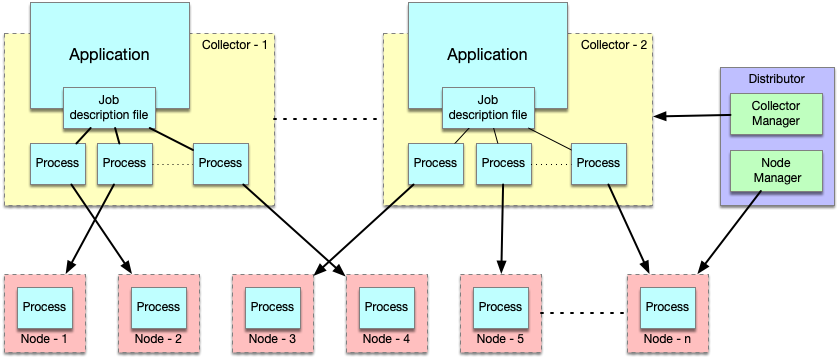 Application
Collector - 1
Job
description file
Process
Process
Process
Application
Collector - 2
Job
description file
Process
Process
Process
Distributor
Collector
Manager
Node
Manager
Process
Node - 1
Process
Node - 2
Process
Node - 3
Process
Node - 4
Process
Node - 5
Process
Node - n